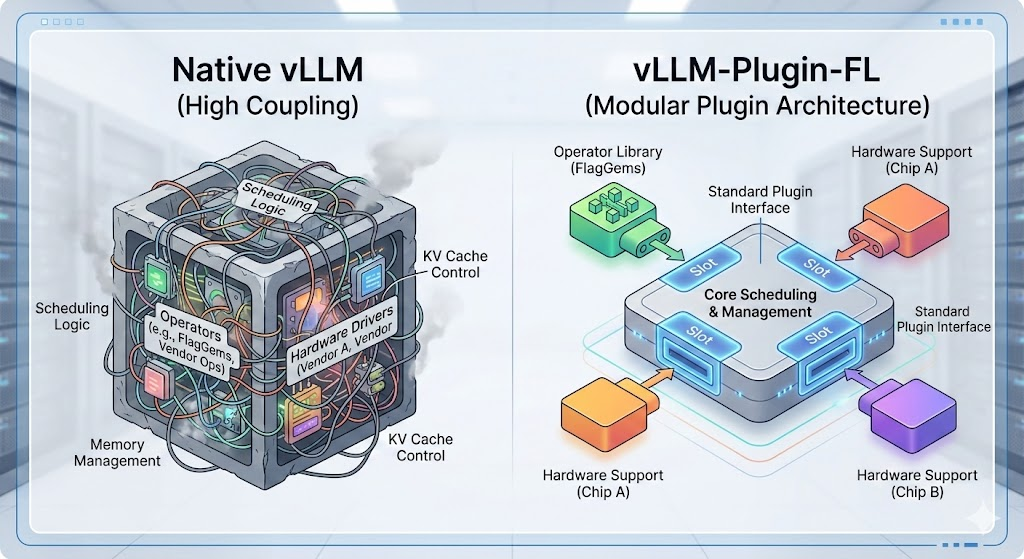 Native vLLM
(High Coupling)
Scheduling
Logic
KV Cache
Control
Scheduling
Logic
Operators
(e.g., FlagGems,
Vendor Ops)
Hardware Drivers
(Vendor A, Vendor
Memory
Management
KV Cache
Control
vLLM-Plugin-FL
(Modular Plugin Architecture)
Operator Library
(FlagGems)
Standard Plugin
Interface
Hardware Support
(Chip A)
Slot
Slot
Core Scheduling
& Management
Slot
Slot
Standard
Plugin Interface
Hardware Support
(Chip A)
Hardware Support
(Chip B)